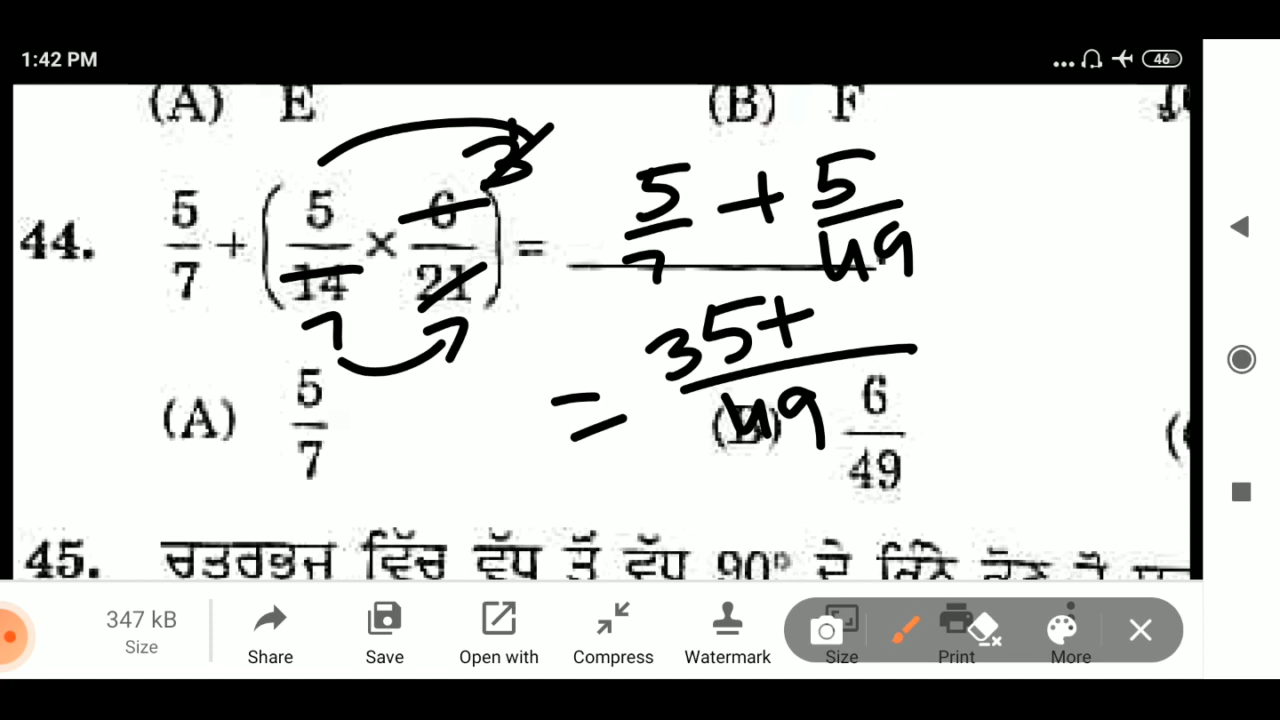 1:42 PM ... 46
(A) E (B) F
44. 5/7 + (5/14 × 6/21) = 5/7 + 5/49
7 7
= 35+/49
(A) 5/7 6/49
45. ਚਤਰਭੁਜ ਵਿੱਚ ਵੱਧ ਤੋਂ ਵੱਧ 90° ਦੇ ਕਿੰਨੇ
347 kB
Size
Share Save Open with Compress Watermark Size Print More